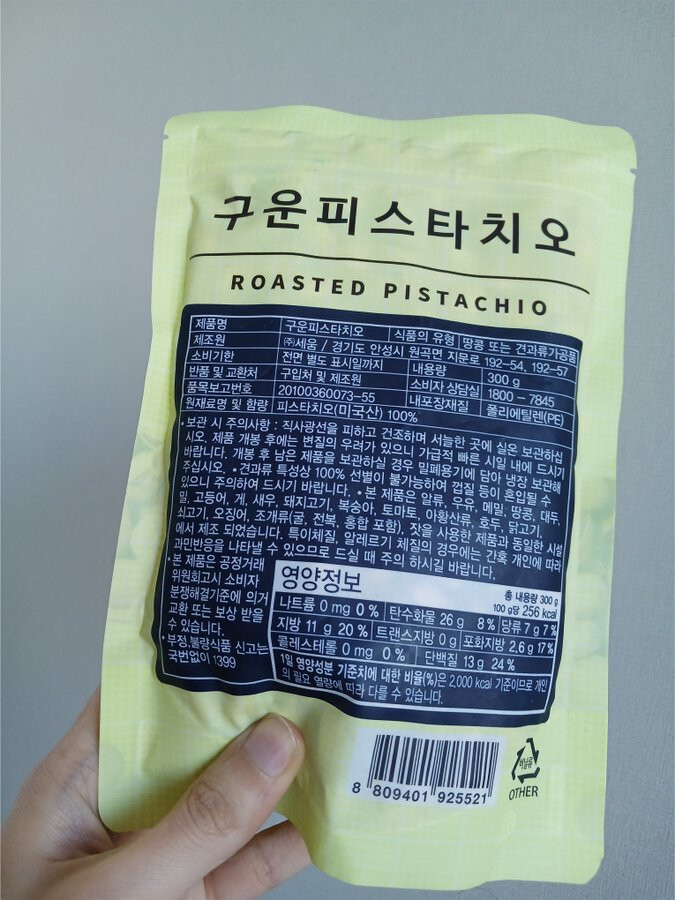 구운피스타치오
ROASTED PISTACHIO
제품명 구운피스타치오 식품의 유형 땅콩 또는 견과류가공품
제조원 ㈜세움 / 경기도 안성시 원곡면 지문로 192-54, 192-57
소비기한 전면 별도 표시일까지 내용량 300 g
반품 및 교환처 구입처 및 제조원 소비자 상담실 1800 - 7845
품목보고번호 20100360073-55 내포장재질 폴리에틸렌(PE)
원재료명 및 함량 피스타치오(미국산) 100%
• 보관 시 주의사항 : 직사광선을 피하고 건조하며 서늘한 곳에 실온 보관하십
시오. 제품 개봉 후에는 변질의 우려가 있으니 가급적 빠른 시일 내에 드시기
바랍니다. 개봉 후 남은 제품을 보관하실 경우 밀폐용기에 담아 냉장 보관해
주십시오. • 견과류 특성상 100% 선별이 불가능하여 껍질 등이 혼입될 수
있으니 주의하여 드시기 바랍니다. • 본 제품은 알류, 우유, 메밀, 땅콩, 대두,
밀, 고등어, 게, 새우, 돼지고기, 복숭아, 토마토, 아황산류, 호두, 닭고기,
쇠고기, 오징어, 조개류(굴, 전복, 홍합 포함), 잣을 사용한 제품과 동일한 시설
에서 제조 되었습니다. 특이체질, 알레르기 체질의 경우에는 간혹 개인에 따라
과민반응을 나타낼 수 있으므로 드실 때 주의 하시길 바랍니다.
• 본 제품은 공정거래
위원회고시 소비자
분쟁해결기준에 의거
교환 또는 보상 받을
수 있습니다.
• 부정,불량식품 신고는
국번없이 1399
영양정보 총 내용량 300 g
100 g당 256 kcal
나트륨 0 mg 0 % 탄수화물 26 g 8 % 당류 7 g 7 %
지방 11 g 20 % 트랜스지방 0 g 포화지방 2.6 g 17 %
콜레스테롤 0 mg 0 % 단백질 13 g 24 %
1일 영양성분 기준치에 대한 비율(%)은 2,000 kcal 기준이므로 개인
의 필요 열량에 따라 다를 수 있습니다.
8 809401 925521
비닐류
OTHER